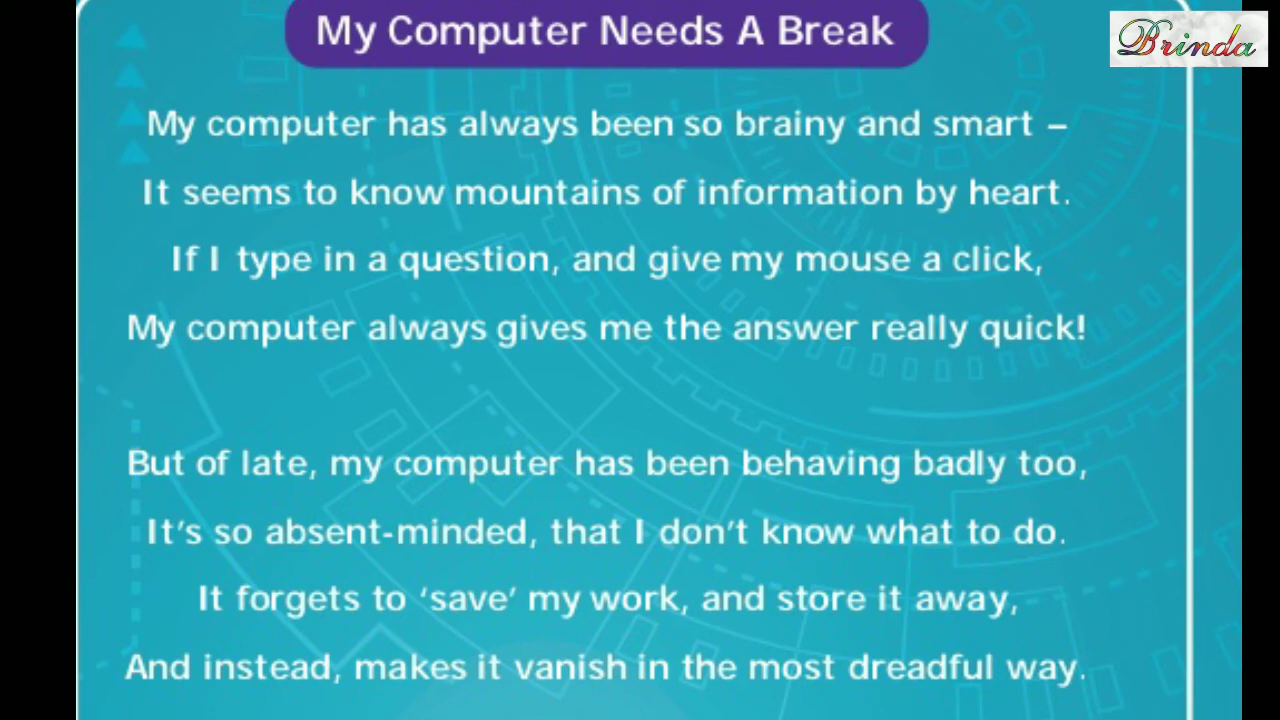 My Computer Needs A Break
Brinda
My computer has always been so brainy and smart –
It seems to know mountains of information by heart.
If I type in a question, and give my mouse a click,
My computer always gives me the answer really quick!
But of late, my computer has been behaving badly too,
It's so absent-minded, that I don't know what to do.
It forgets to ‘save’ my work, and store it away,
And instead, makes it vanish in the most dreadful way.